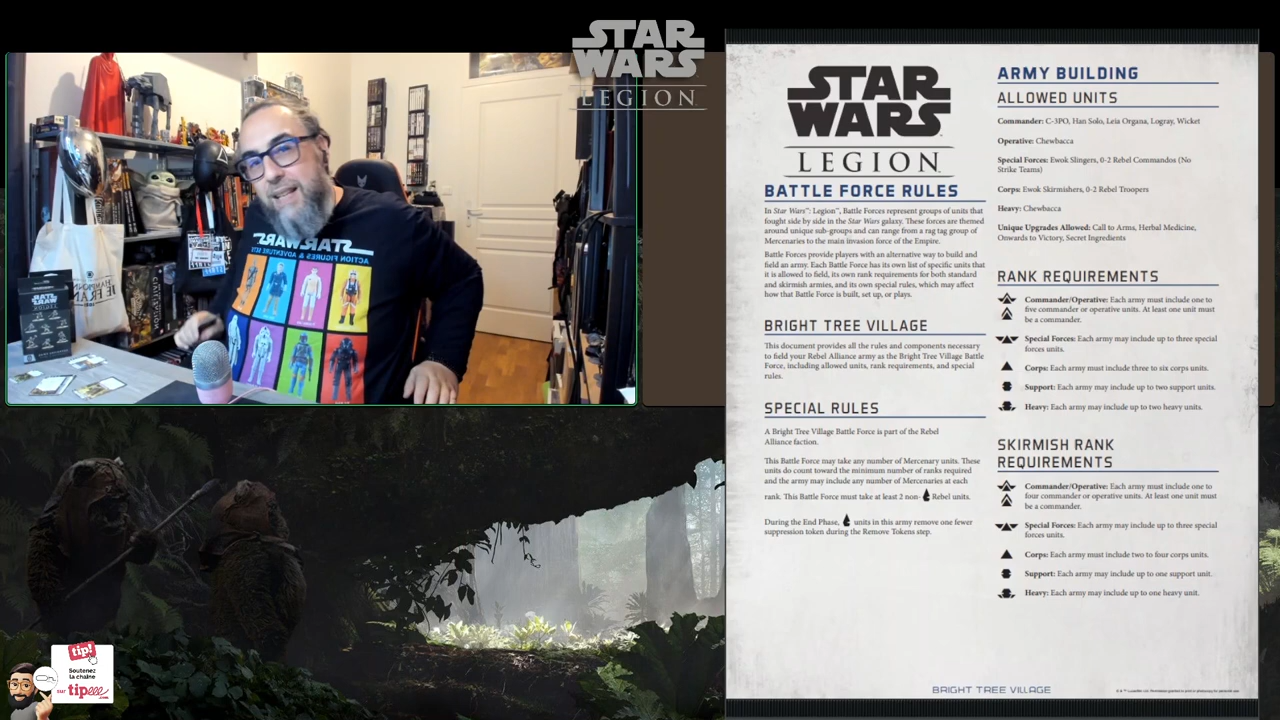 STAR
WARS
LEGION
STAR WARS
ACTION FIGURES & ADVENTURE KITS
STAR
WARS
LEGION
BATTLE FORCE RULES
In Star Wars™: Legion™, Battle Forces represent groups of units that
fought side by side in the Star Wars galaxy. These forces are themed
around unique sub-groups and can range from a rag tag group of
Mercenaries to the main invasion force of the Empire.
Battle Forces provide players with an alternative way to build and
field an army. Each Battle Force has its own list of specific units that
it is allowed to field, its own rank requirements for both standard
and skirmish armies, and its own special rules, which may affect
how that Battle Force is built, set up, or plays.
BRIGHT TREE VILLAGE
This document provides all the rules and components necessary
to field your Rebel Alliance army as the Bright Tree Village Battle
Force, including allowed units, rank requirements, and special
rules.
SPECIAL RULES
A Bright Tree Village Battle Force is part of the Rebel
Alliance faction.
This Battle Force may take any number of Mercenary units. These
units do count toward the minimum number of ranks required
and the army may include any number of Mercenaries at each
rank. This Battle Force must take at least 2 non- Rebel units.
During the End Phase, units in this army remove one fewer
suppression token during the Remove Tokens step.
ARMY BUILDING
ALLOWED UNITS
Commander: C-3PO, Han Solo, Leia Organa, Logray, Wicket
Operative: Chewbacca
Special Forces: Ewok Slingers, 0-2 Rebel Commandos (No
Strike Teams)
Corps: Ewok Skirmishers, 0-2 Rebel Troopers
Heavy: Chewbacca
Unique Upgrades Allowed: Call to Arms, Herbal Medicine,
Onwards to Victory, Secret Ingredients
RANK REQUIREMENTS
Commander/Operative: Each army must include one to
five commander or operative units. At least one unit must
be a commander.
Special Forces: Each army may include up to three special
forces units.
Corps: Each army must include three to six corps units.
Support: Each army may include up to two support units.
Heavy: Each army may include up to two heavy units.
SKIRMISH RANK
REQUIREMENTS
Commander/Operative: Each army must include one to
four commander or operative units. At least one unit must
be a commander.
Special Forces: Each army may include up to three special
forces units.
Corps: Each army must include two to four corps units.
Support: Each army may include up to one support unit.
Heavy: Each army may include up to one heavy unit.
BRIGHT TREE VILLAGE
tip!
Soutenez
la chaîne
sur tipeee
.com